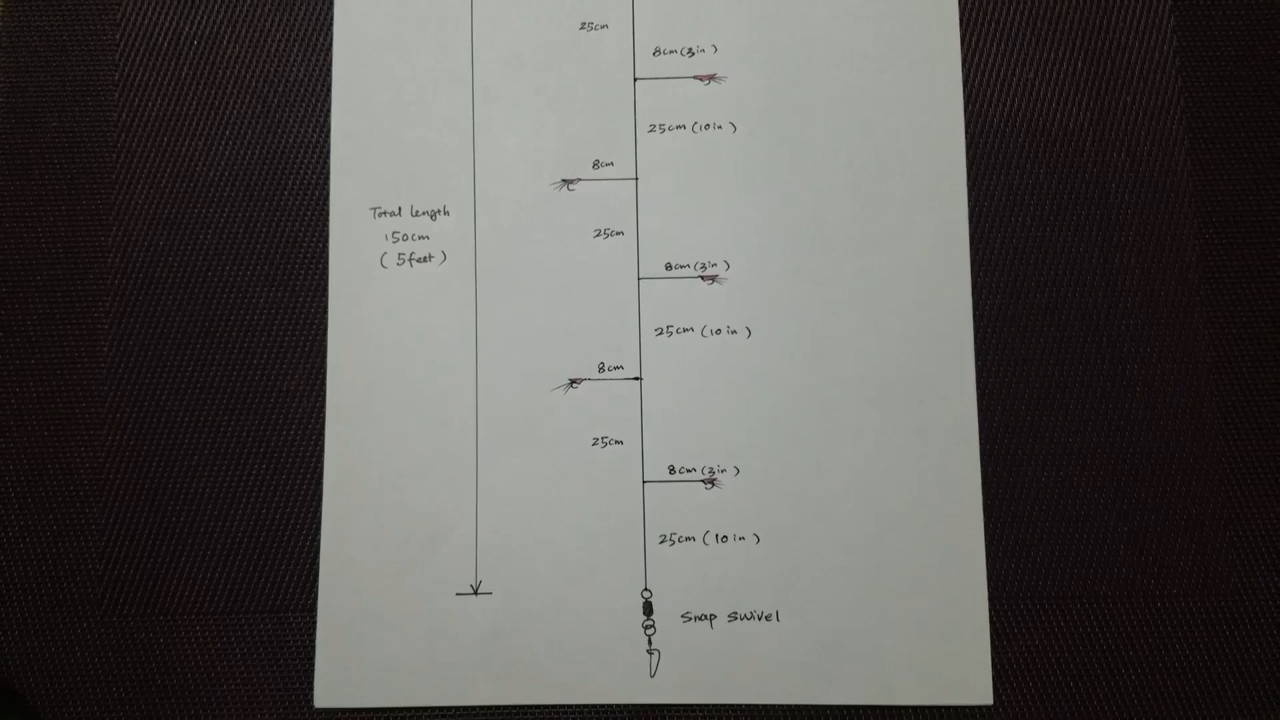 25cm
8cm(3in)
25cm (10in)
8cm
Total length
150cm
(5feet)
25cm
8cm(3in)
25cm (10in)
8cm
25cm
8cm (3in)
25cm (10in)
Snap swivel